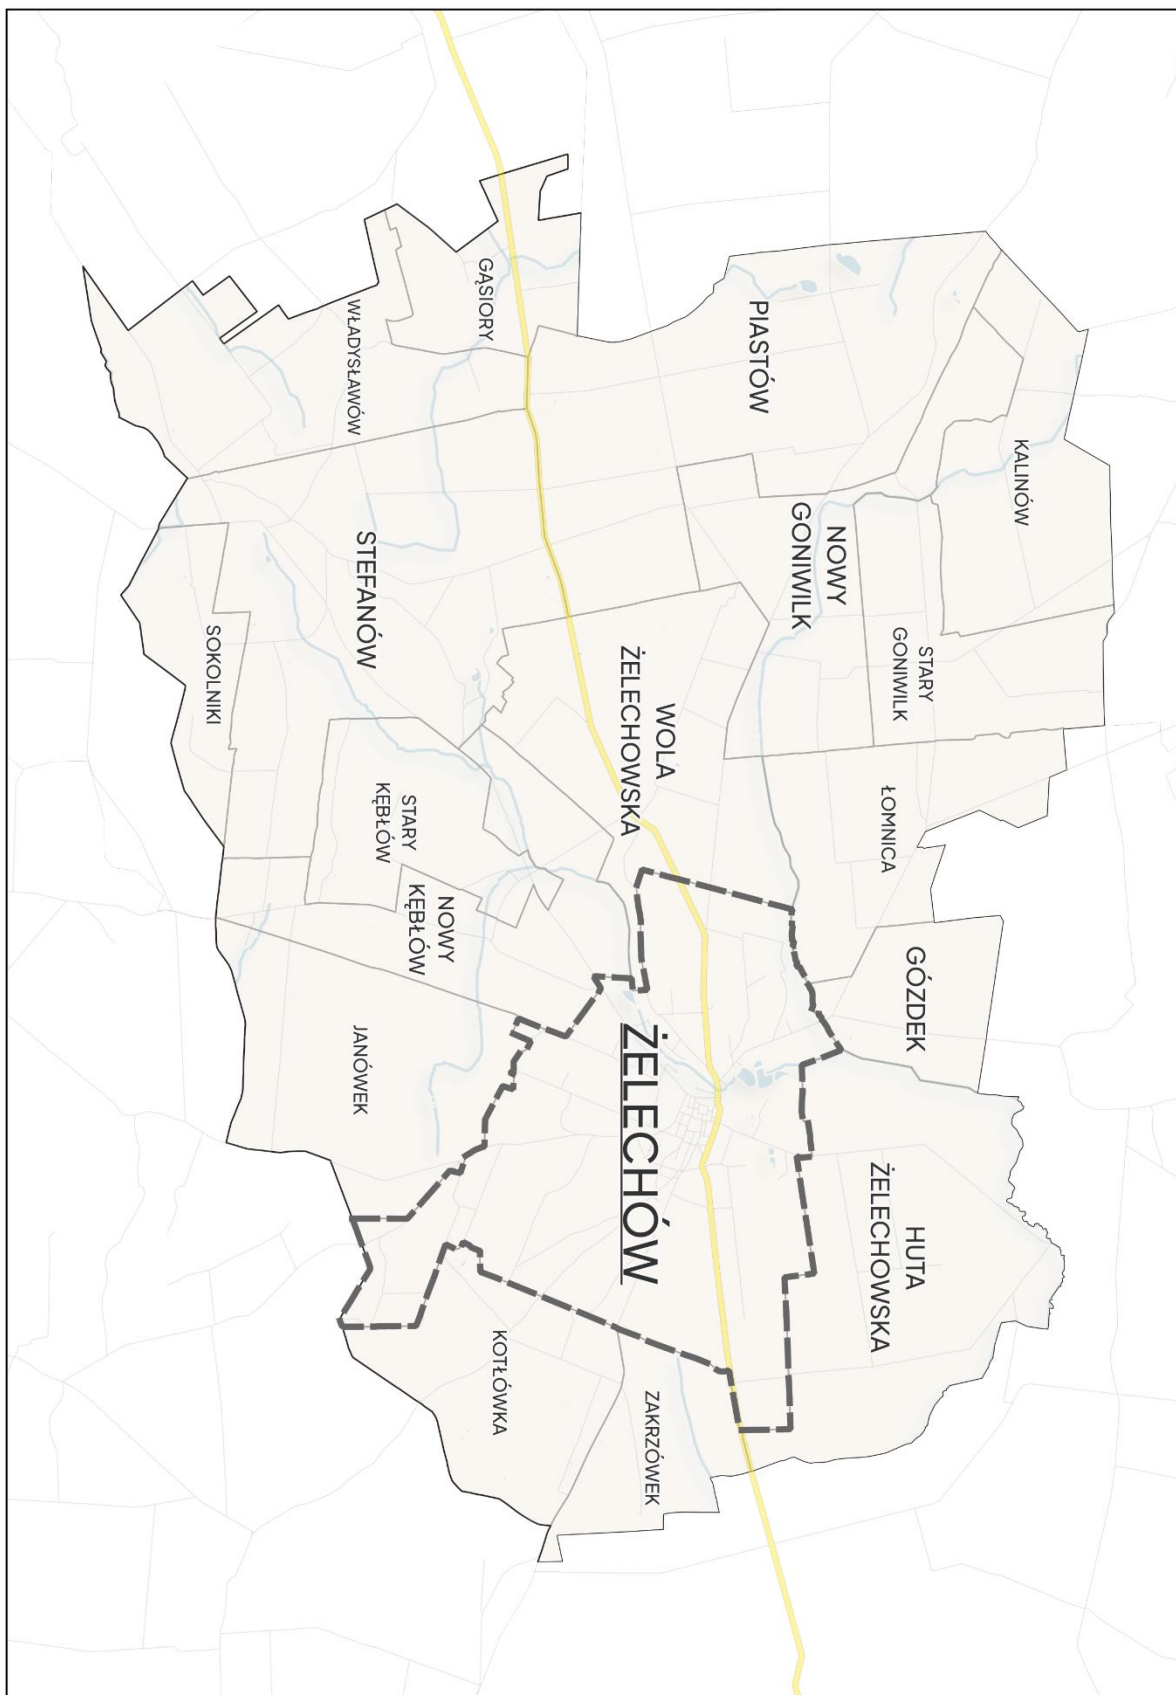 PIASTÓW
KALINÓW
NOWY
GONIWILK
STARY
GONIWILK
ŁOMNICA
GÓZDEK
HUTA
ŻELECHOWSKA
GĄSIORY
WŁADYSŁAWÓW
STEFANÓW
WOLA
ŻELECHOWSKA
SOKOLNIKI
STARY
KĘBŁÓW
NOWY
KĘBŁÓW
ŻELECHÓW
JANÓWEK
KOTŁÓWKA
ZAKRZÓWEK